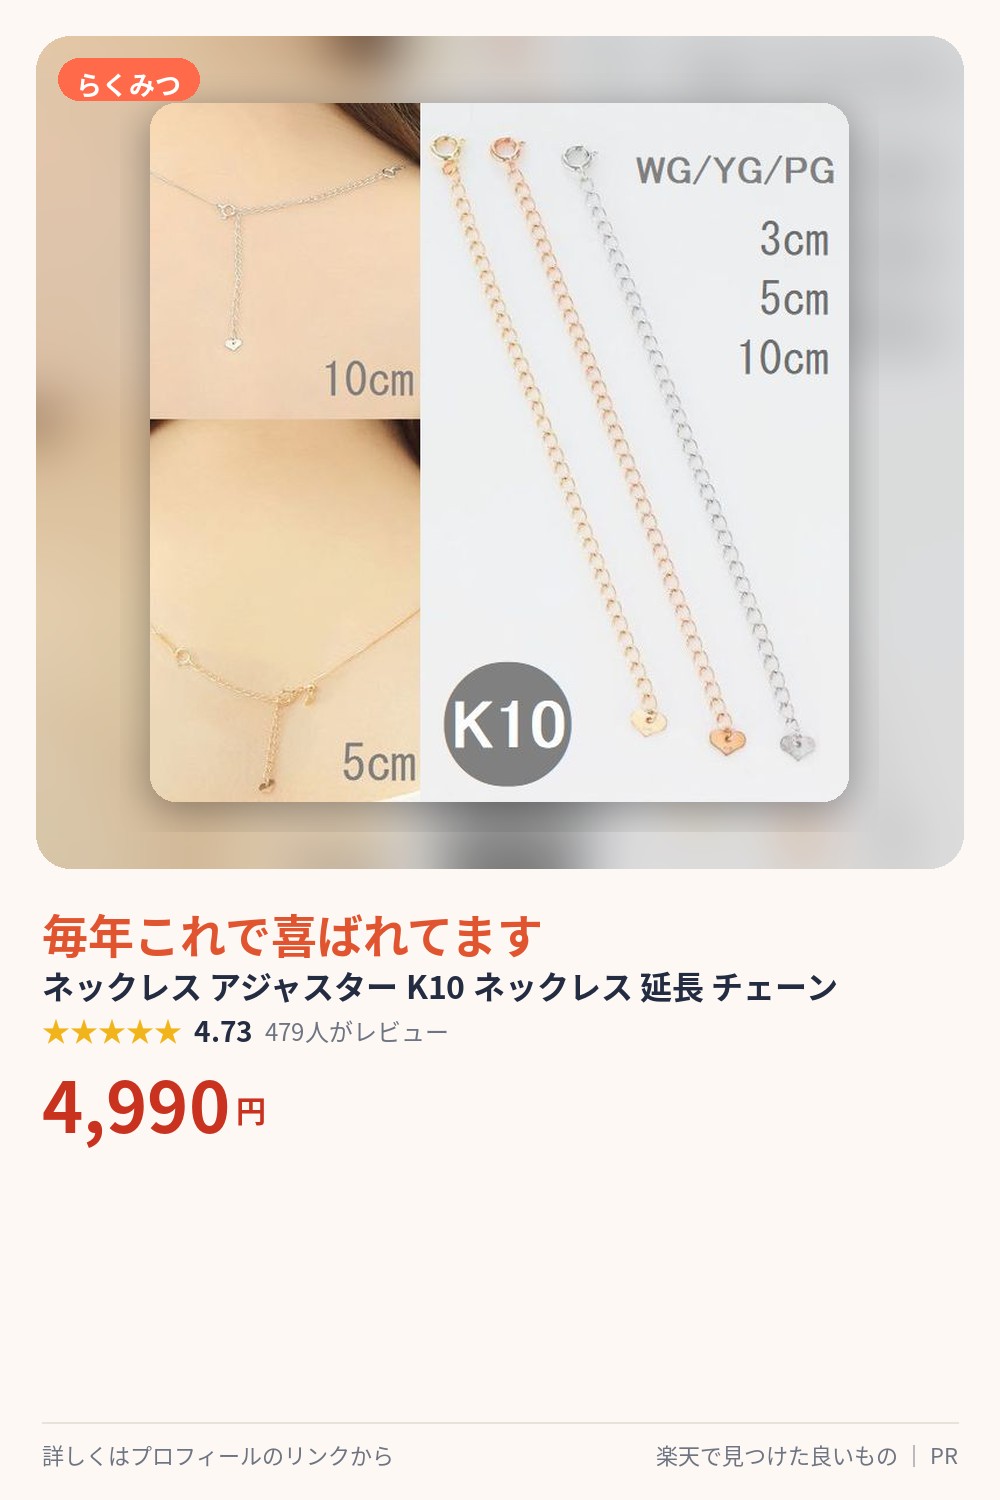 らくみつ
WG/YG/PG
3cm
5cm
10cm
10cm
5cm
K10
毎年これで喜ばれてます
ネックレス アジャスター K10 ネックレス 延長 チェーン
★★★★★ 4.73 479人がレビュー
4,990円
詳しくはプロフィールのリンクから
楽天で見つけた良いもの | PR